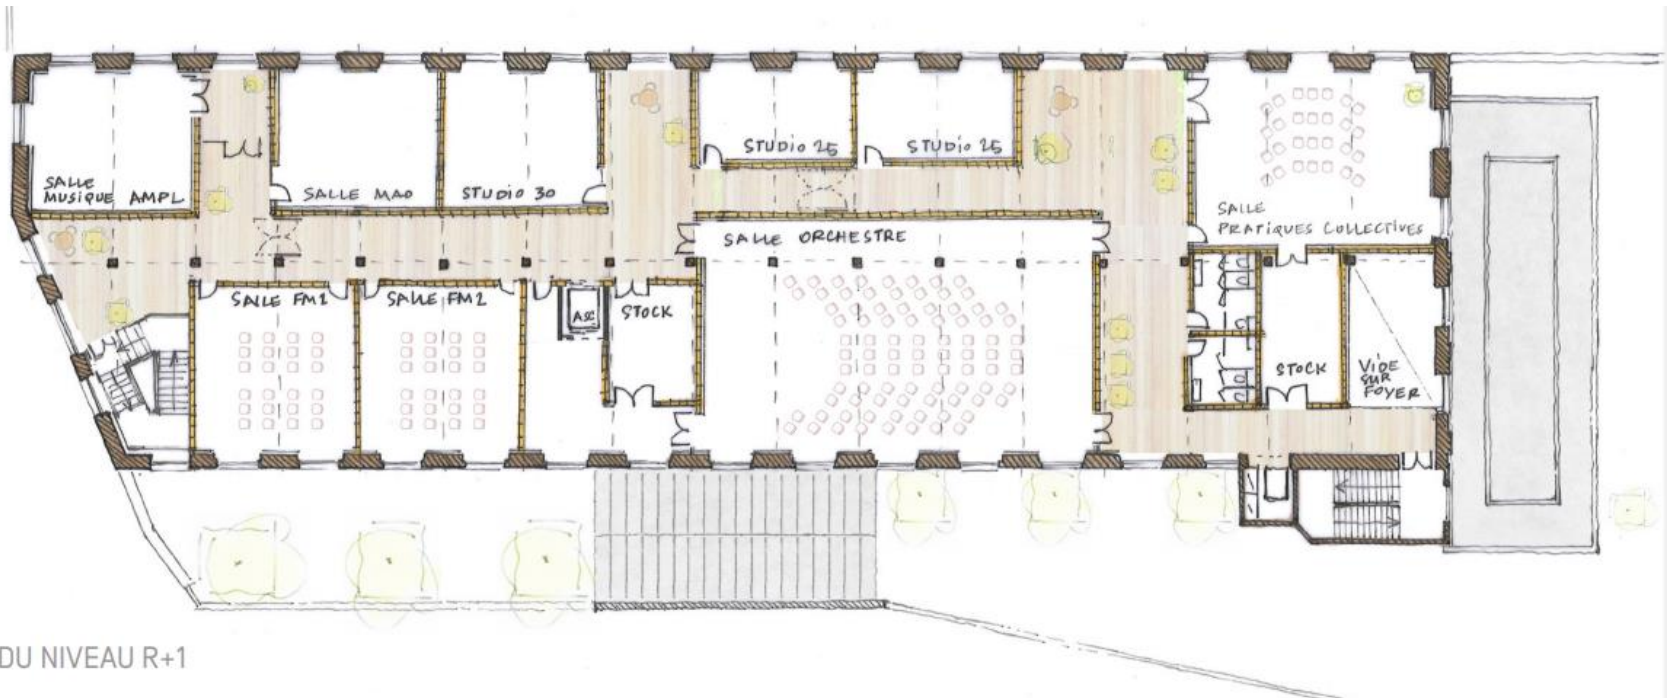 SALLE
MUSIQUE AMPL
SALLE MAO
STUDIO 30
STUDIO 25
STUDIO 25
SALLE
PRATIQUES COLLECTIVES
SALLE ORCHESTRE
SALLE FM1
SALLE FM2
ASC
STOCK
STOCK
VIDE
SUR
FOYER
DU NIVEAU R+1